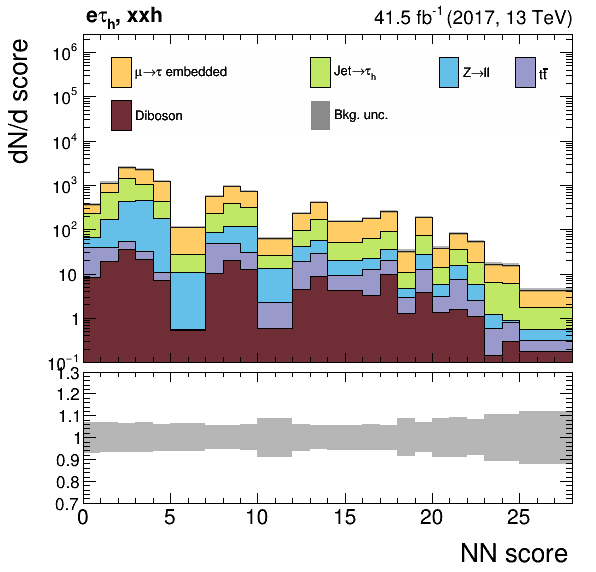 eτh, xxh 41.5 fb⁻¹ (2017, 13 TeV)
dN/d score
10⁶
μ→τ embedded Jet→τh Z→ll tt̅
10⁵
Diboson Bkg. unc.
10⁴
10³
10²
10
1
10⁻¹
1.3
1.2
1.1
1
0.9
0.8
0.7
0 5 10 15 20 25
NN score